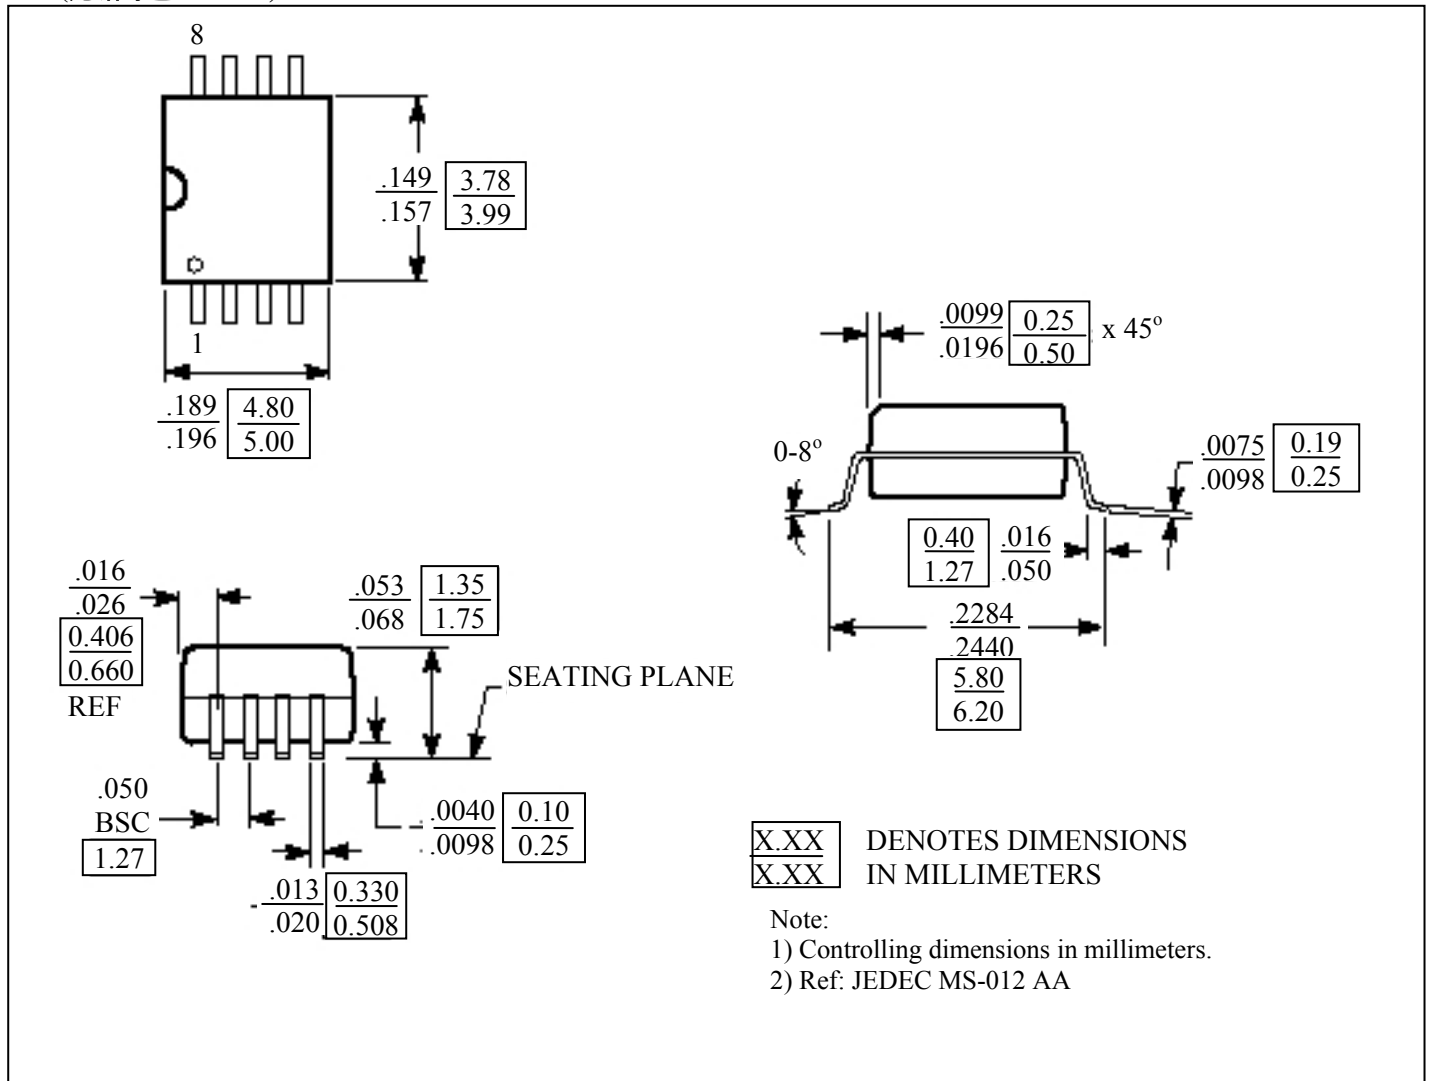 8
.149 3.78
.157 3.99
1
.189 4.80
.196 5.00
.0099 0.25 x 45º
.0196 0.50
0-8º
.0075 0.19
.0098 0.25
0.40 .016
1.27 .050
.2284
.2440
5.80
6.20
.016
.026
0.406
0.660
REF
.053 1.35
.068 1.75
SEATING PLANE
.050
BSC
1.27
.0040 0.10
.0098 0.25
.013 0.330
.020 0.508
X.XX DENOTES DIMENSIONS
X.XX IN MILLIMETERS
Note:
1) Controlling dimensions in millimeters.
2) Ref: JEDEC MS-012 AA